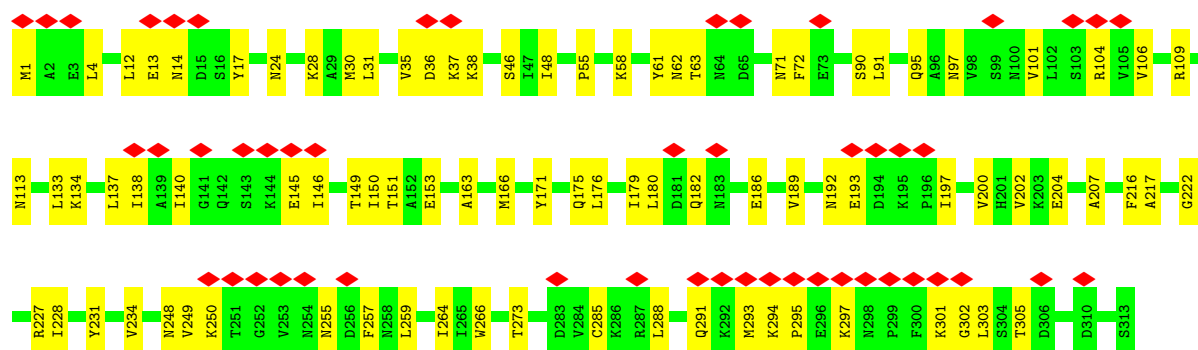 M1 A2 E3 L4 L12 E13 N14 D15 S16 Y17 N24 K28 A29 M30 L31 V35 D36 K37 K38 S46 I47 I48 P55 K58 Y61 N62 T63 N64 D65 N71 F72 E73 S90 L91 Q95 A96 N97 V98 S99 N100 V101 L102 S103 R104 V105 V106 R109
N113 L133 K134 L137 I138 A139 I140 G141 Q142 S143 K144 E145 I146 T149 I150 T151 A152 E153 A163 M166 Y171 Q175 L176 I179 L180 D181 Q182 N183 E186 V189 N192 E193 D194 K195 P196 I197 V200 H201 V202 K203 E204 A207 F216 A217 G222
R227 I228 Y231 V234 N248 V249 K250 T251 G252 V253 N254 N255 D256 F257 N258 L259 I264 I265 W266 T273 D283 V284 C285 K286 R287 L288 Q291 K292 M293 K294 P295 E296 K297 N298 P299 F300 K301 G302 L303 S304 T305 D306 D310 S313